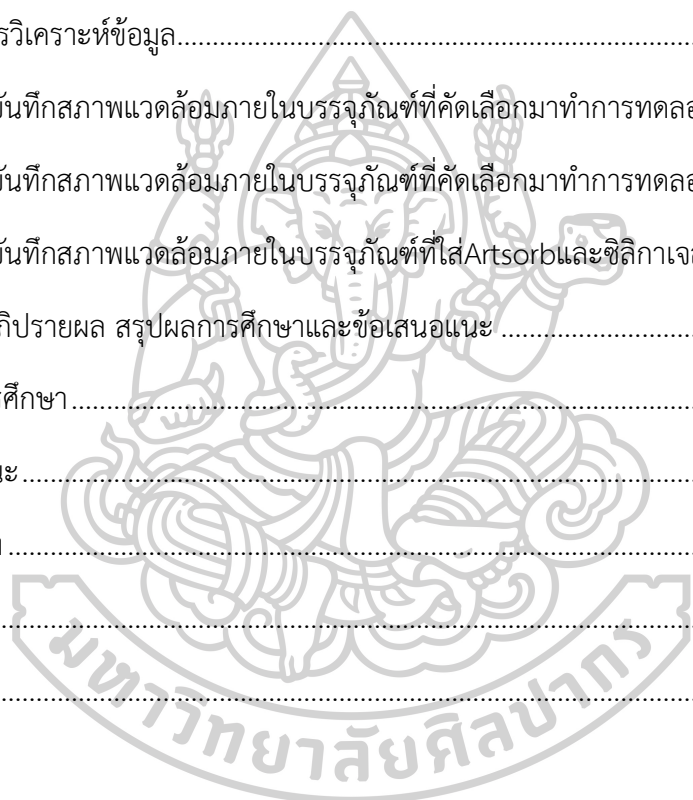 รวิเคราะห์ข้อมูล
บันทึกสภาพแวดล้อมภายในบรรจุภัณฑ์ที่คัดเลือกมาทำการทดลอ
บันทึกสภาพแวดล้อมภายในบรรจุภัณฑ์ที่คัดเลือกมาทำการทดลอ
บันทึกสภาพแวดล้อมภายในบรรจุภัณฑ์ที่ใส่Artsorbและซิลิกาเจ
ภิปรายผล สรุปผลการศึกษาและข้อเสนอแนะ
รศึกษา
นะ
มหาวิทยาลัยศิลปากร